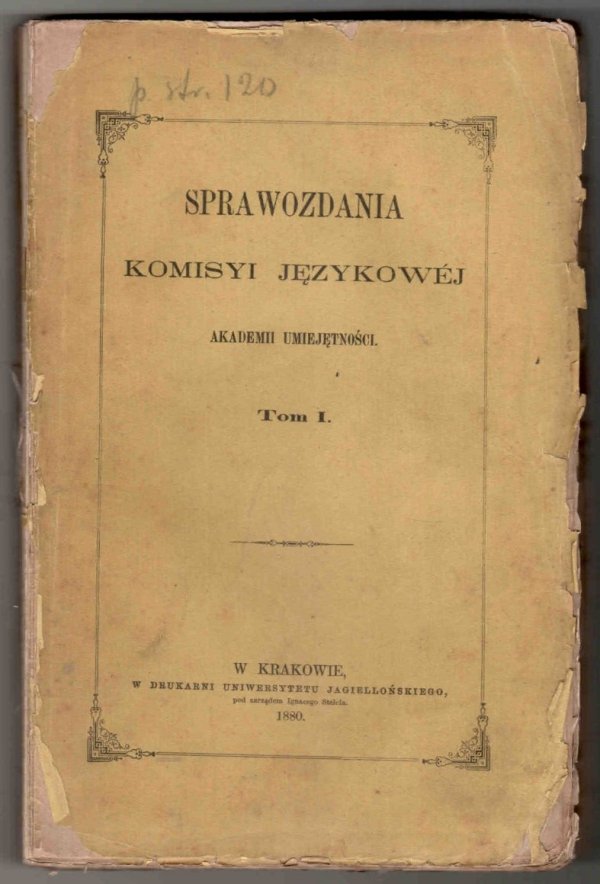 p. str. 120
SPRAWOZDANIA
KOMISYI JĘZYKOWÉJ
AKADEMII UMIEJĘTNOŚCI.
Tom I.
W KRAKOWIE,
W DRUKARNI UNIWERSYTETU JAGIELLOŃSKIEGO,
pod zarządem Ignacego Stelcla.
1880.